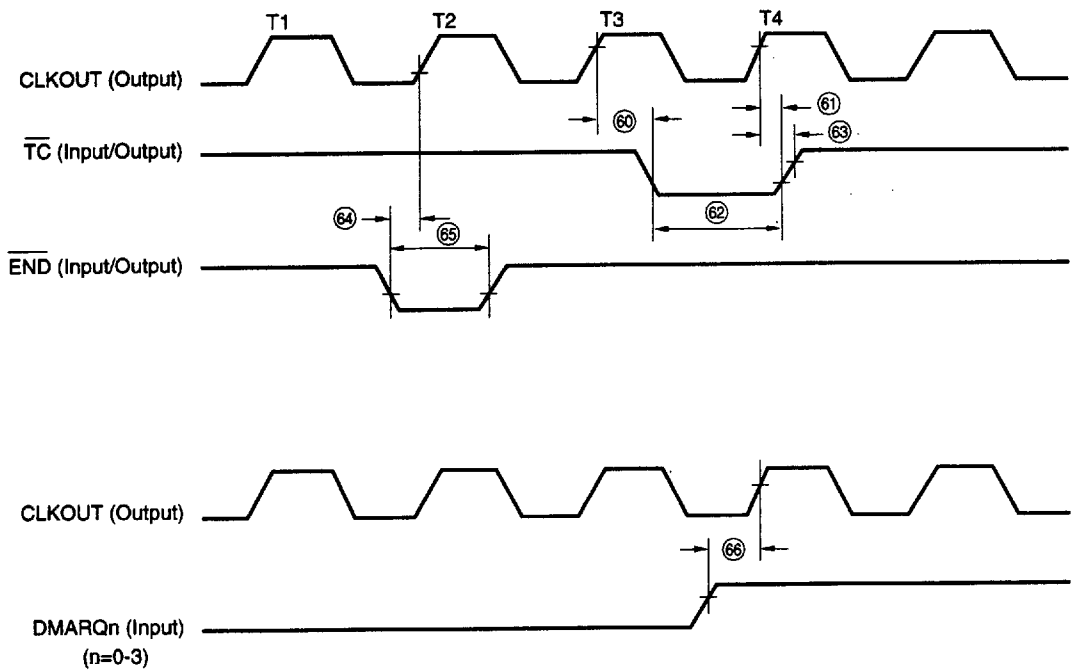 T1 T2 T3 T4
CLKOUT (Output)
60 61
63
TC (Input/Output)
64 65 62
END (Input/Output)
CLKOUT (Output)
66
DMARQn (Input)
(n=0-3)